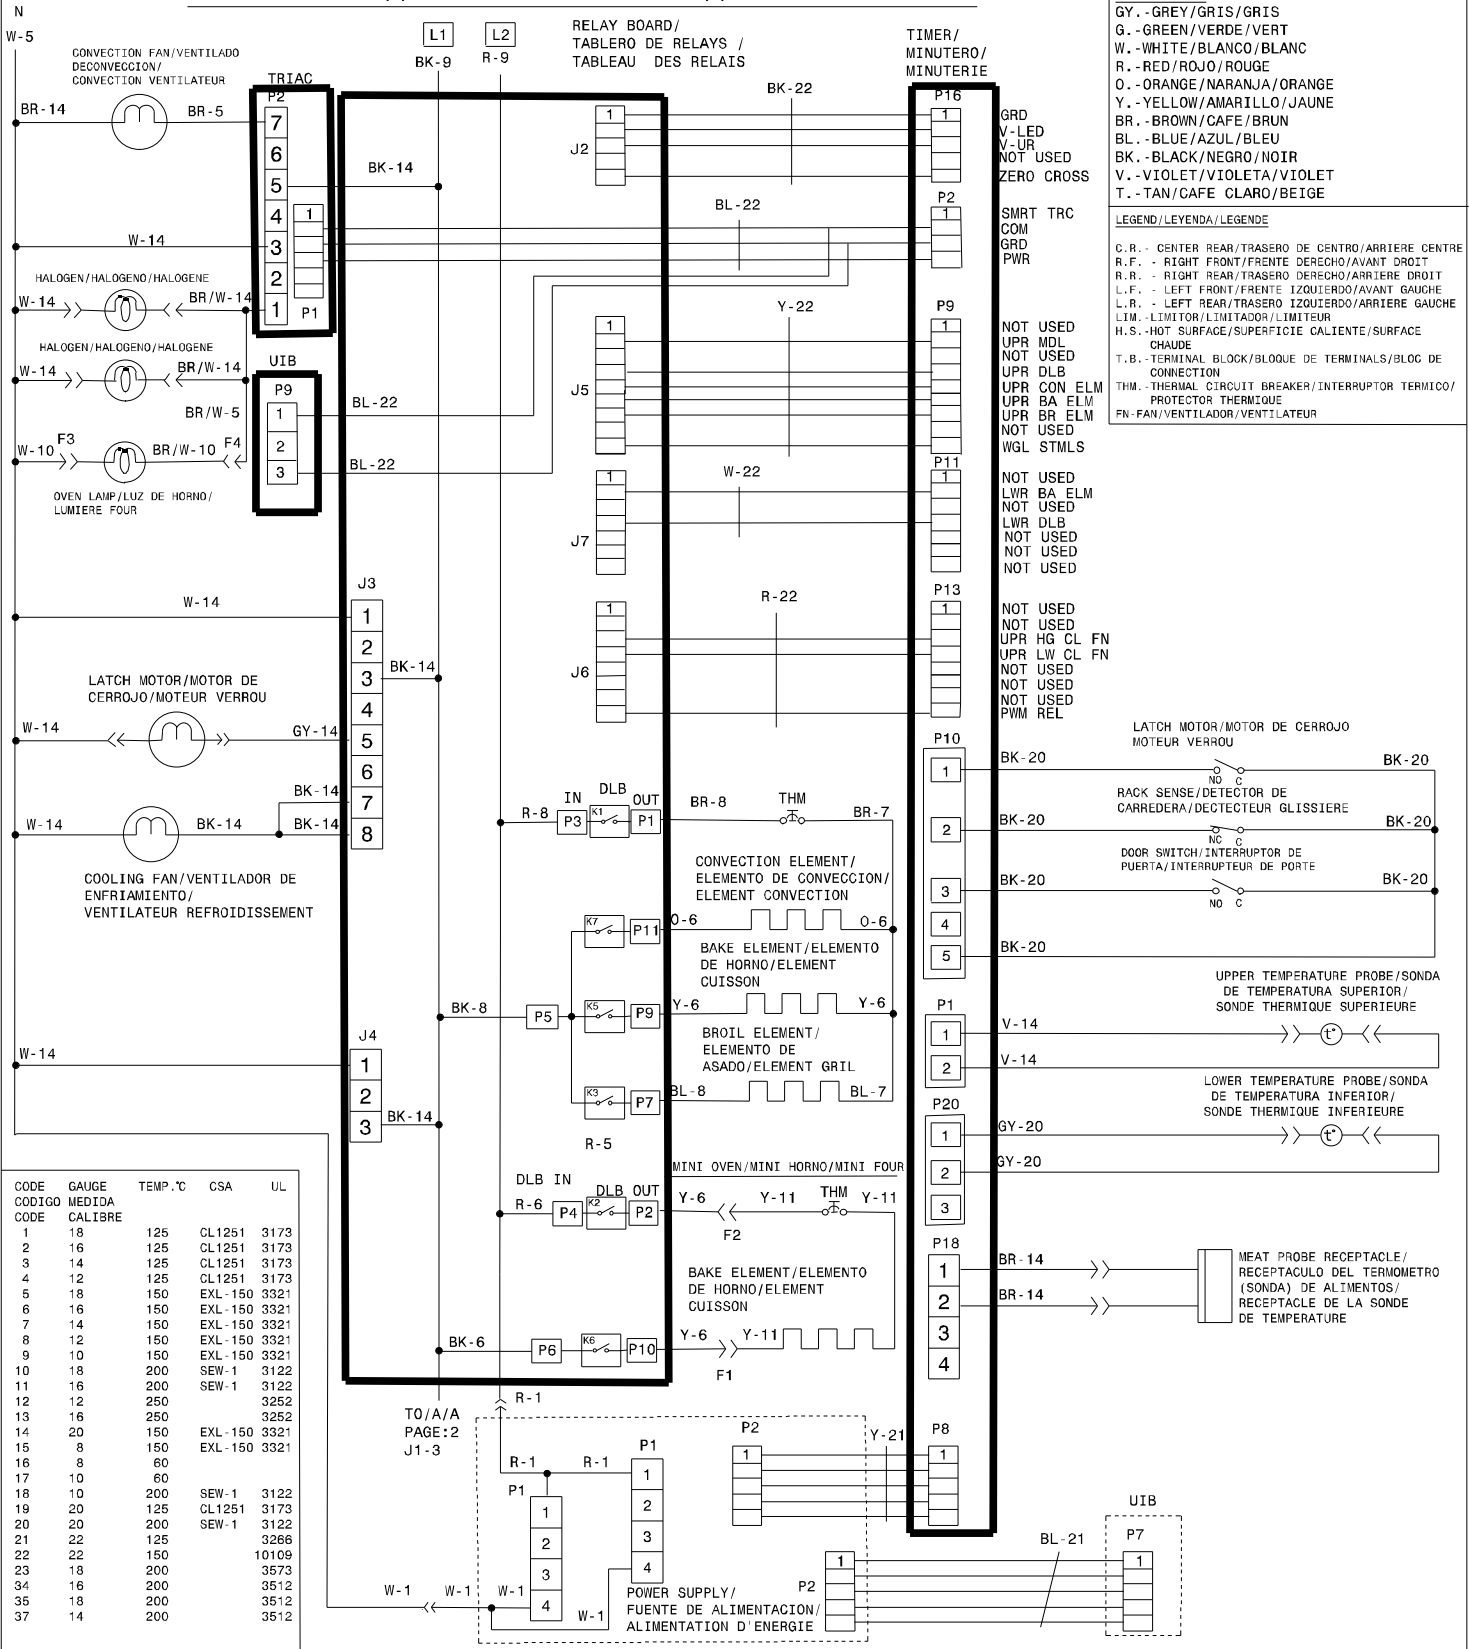 N
W-5
CONVECTION FAN/VENTILADO
DECONVECCION/
CONVECTION VENTILATEUR
BR-14
BR-5
TRIAC
P2
7
6
5
4
3
2
1
1
P1
W-14
HALOGEN/HALOGENO/HALOGENE
W-14
BR/W-14
HALOGEN/HALOGENO/HALOGENE
W-14
BR/W-14
BR/W-5
F3
W-10
BR/W-10
F4
OVEN LAMP/LUZ DE HORNO/
LUMIERE FOUR
UIB
P9
1
2
3
L1
BK-9
L2
R-9
RELAY BOARD/
TABLERO DE RELAYS /
TABLEAU DES RELAIS
BK-14
BL-22
BL-22
J2
1
J5
1
J7
1
J6
1
BK-22
BL-22
Y-22
W-22
R-22
TIMER/
MINUTERO/
MINUTERIE
P16
1
GRD
V-LED
V-UR
NOT USED
ZERO CROSS
P2
1
SMRT TRC
COM
GRD
PWR
P9
1
NOT USED
UPR MDL
NOT USED
UPR DLB
UPR CON ELM
UPR BA ELM
UPR BR ELM
NOT USED
WGL STMLS
P11
1
NOT USED
LWR BA ELM
NOT USED
LWR DLB
NOT USED
NOT USED
NOT USED
P13
1
NOT USED
NOT USED
UPR HG CL FN
UPR LW CL FN
NOT USED
NOT USED
NOT USED
PWM REL
GY.-GREY/GRIS/GRIS
G.-GREEN/VERDE/VERT
W.-WHITE/BLANCO/BLANC
R.-RED/ROJO/ROUGE
O.-ORANGE/NARANJA/ORANGE
Y.-YELLOW/AMARILLO/JAUNE
BR.-BROWN/CAFE/BRUN
BL.-BLUE/AZUL/BLEU
BK.-BLACK/NEGRO/NOIR
V.-VIOLET/VIOLETA/VIOLET
T.-TAN/CAFE CLARO/BEIGE
LEGEND/LEYENDA/LEGENDE
C.R.- CENTER REAR/TRASERO DE CENTRO/ARRIERE CENTRE
R.F. - RIGHT FRONT/FRENTE DERECHO/AVANT DROIT
R.R. - RIGHT REAR/TRASERO DERECHO/ARRIERE DROIT
L.F. - LEFT FRONT/FRENTE IZQUIERDO/AVANT GAUCHE
L.R. - LEFT REAR/TRASERO IZQUIERDO/ARRIERE GAUCHE
LIM.-LIMITOR/LIMITADOR/LIMITEUR
H.S.-HOT SURFACE/SUPERFICIE CALIENTE/SURFACE
CHAUDE
T.B.-TERMINAL BLOCK/BLOQUE DE TERMINALS/BLOC DE
CONNECTION
THM.-THERMAL CIRCUIT BREAKER/INTERRUPTOR TERMICO/
PROTECTOR THERMIQUE
FN-FAN/VENTILADOR/VENTILATEUR
J3
1
2
3
4
5
6
7
8
W-14
BK-14
LATCH MOTOR/MOTOR DE
CERROJO/MOTEUR VERROU
W-14
GY-14
BK-14
W-14
BK-14
BK-14
COOLING FAN/VENTILADOR DE
ENFRIAMIENTO/
VENTILATEUR REFROIDISSEMENT
J4
1
2
3
W-14
BK-14
IN
DLB
OUT
R-8
P3
K1
P1
BR-8
THM
BR-7
CONVECTION ELEMENT/
ELEMENTO DE CONVECCION/
ELEMENT CONVECTION
K7
P11
O-6
O-6
BAKE ELEMENT/ELEMENTO
DE HORNO/ELEMENT
CUISSON
BK-8
P5
K5
P9
Y-6
Y-6
BROIL ELEMENT/
ELEMENTO DE
ASADO/ELEMENT GRIL
K3
P7
BL-8
BL-7
R-5
MINI OVEN/MINI HORNO/MINI FOUR
DLB IN
DLB
OUT
R-6
P4
K2
P2
Y-6
Y-11
THM
Y-11
F2
BAKE ELEMENT/ELEMENTO
DE HORNO/ELEMENT
CUISSON
BK-6
P6
K6
P10
Y-6
Y-11
F1
P10
1
2
3
4
5
LATCH MOTOR/MOTOR DE CERROJO
MOTEUR VERROU
BK-20
NO C
BK-20
RACK SENSE/DETECTOR DE
CARREDERA/DECTECTEUR GLISSIERE
BK-20
NC C
BK-20
DOOR SWITCH/INTERRUPTOR DE
PUERTA/INTERRUPTEUR DE PORTE
BK-20
NO C
BK-20
BK-20
UPPER TEMPERATURE PROBE/SONDA
DE TEMPERATURA SUPERIOR/
SONDE THERMIQUE SUPERIEURE
P1
1
2
V-14
t°
V-14
LOWER TEMPERATURE PROBE/SONDA
DE TEMPERATURA INFERIOR/
SONDE THERMIQUE INFERIEURE
P20
1
2
3
GY-20
t°
GY-20
P18
1
2
3
4
BR-14
BR-14
MEAT PROBE RECEPTACLE/
RECEPTACULO DEL TERMOMETRO
(SONDA) DE ALIMENTOS/
RECEPTACLE DE LA SONDE
DE TEMPERATURE
CODE GAUGE TEMP.°C CSA UL
CODIGO MEDIDA
CODE CALIBRE
1 18 125 CL1251 3173
2 16 125 CL1251 3173
3 14 125 CL1251 3173
4 12 125 CL1251 3173
5 18 150 EXL-150 3321
6 16 150 EXL-150 3321
7 14 150 EXL-150 3321
8 12 150 EXL-150 3321
9 10 150 EXL-150 3321
10 18 200 SEW-1 3122
11 16 200 SEW-1 3122
12 12 250 3252
13 16 250 3252
14 20 150 EXL-150 3321
15 8 150 EXL-150 3321
16 8 60
17 10 60
18 10 200 SEW-1 3122
19 20 125 CL1251 3173
20 20 200 SEW-1 3122
21 22 125 3266
22 22 150 10109
23 18 200 3573
34 16 200 3512
35 18 200 3512
37 14 200 3512
TO/A/A
PAGE:2
J1-3
R-1
R-1
R-1
P1
1
2
3
4
P1
1
2
3
4
W-1
W-1
W-1
W-1
POWER SUPPLY/
FUENTE DE ALIMENTACION/
ALIMENTATION D'ENERGIE
P2
1
Y-21
P8
1
P2
1
BL-21
UIB
P7
1